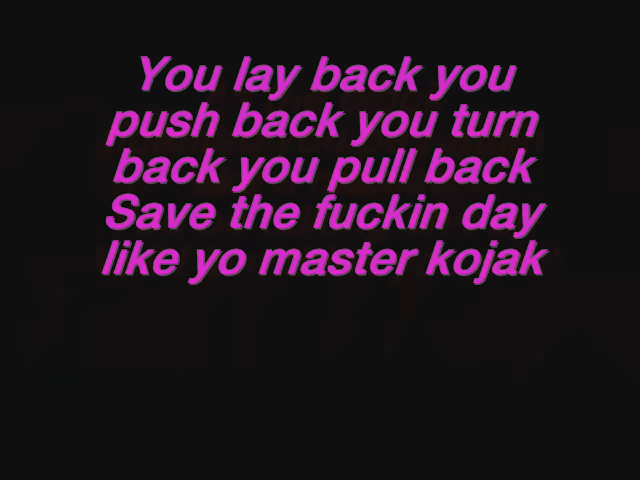 You lay back you
push back you turn
back you pull back
Save the fuckin day
like yo master kojak